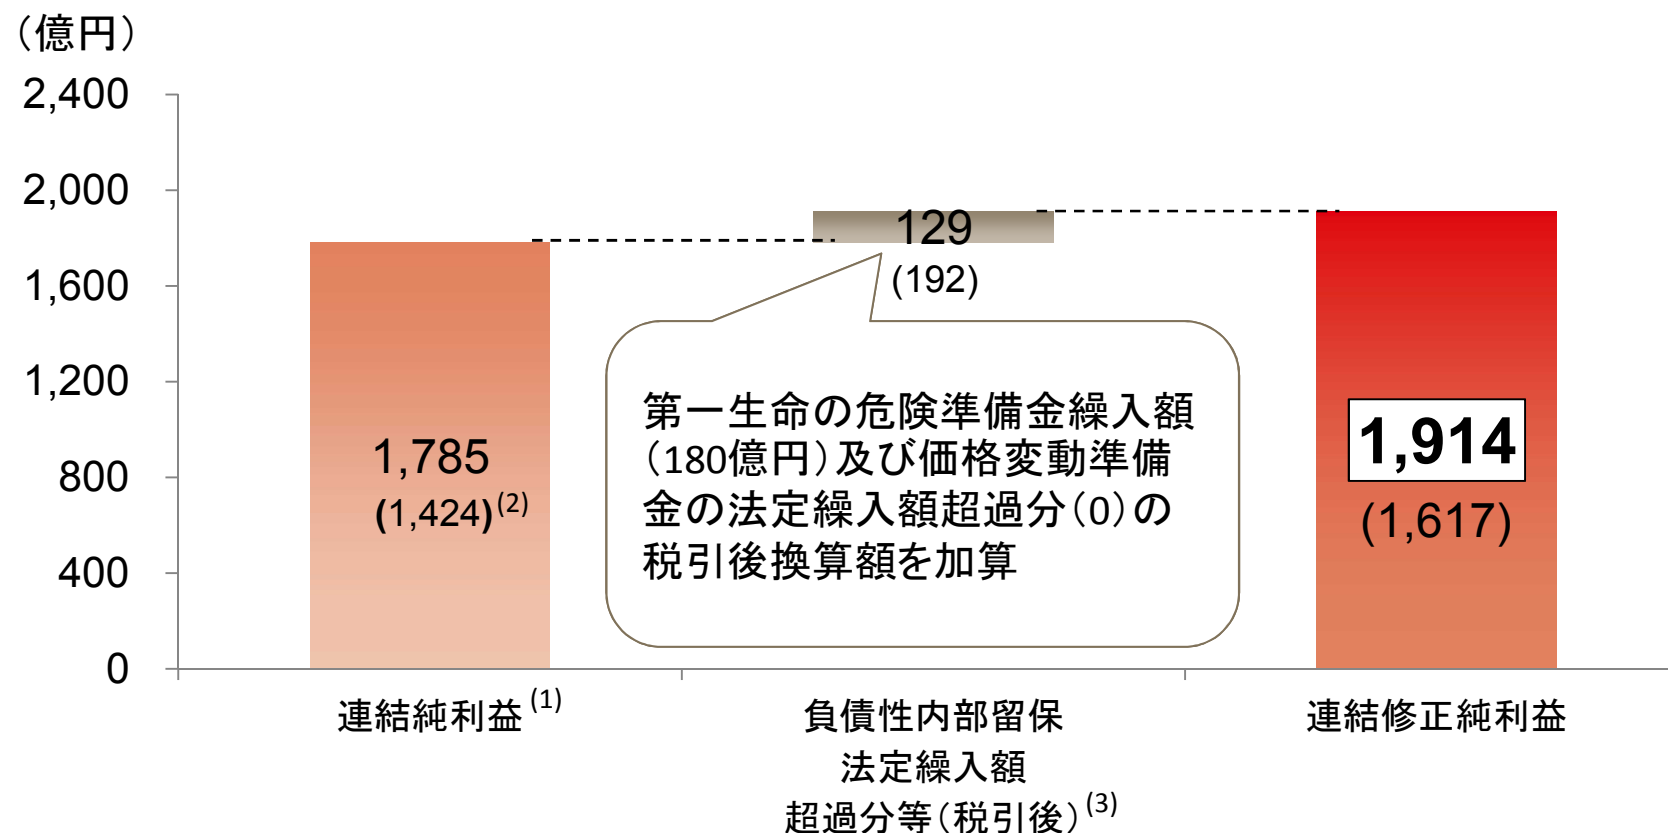 （億円）
2,400
2,000
1,600
1,200
800
400
0
1,785
(1,424)(2)
129
(192)
第一生命の危険準備金繰入額
（180億円）及び価格変動準備
金の法定繰入額超過分（0）の
税引後換算額を加算
1,914
(1,617)
連結純利益(1)
負債性内部留保
法定繰入額
超過分等（税引後）(3)
連結修正純利益